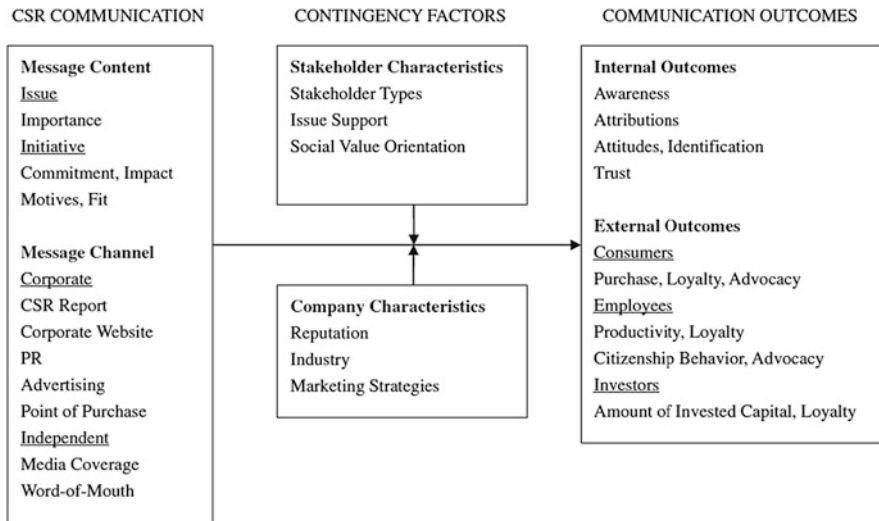 CSR COMMUNICATION
Message Content
Issue
Importance
Initiative
Commitment, Impact
Motives, Fit
Message Channel
Corporate
CSR Report
Corporate Website
PR
Advertising
Point of Purchase
Independent
Media Coverage
Word-of-Mouth
CONTINGENCY FACTORS
Stakeholder Characteristics
Stakeholder Types
Issue Support
Social Value Orientation
Company Characteristics
Reputation
Industry
Marketing Strategies
COMMUNICATION OUTCOMES
Internal Outcomes
Awareness
Attributions
Attitudes, Identification
Trust
External Outcomes
Consumers
Purchase, Loyalty, Advocacy
Employees
Productivity, Loyalty
Citizenship Behavior, Advocacy
Investors
Amount of Invested Capital, Loyalty